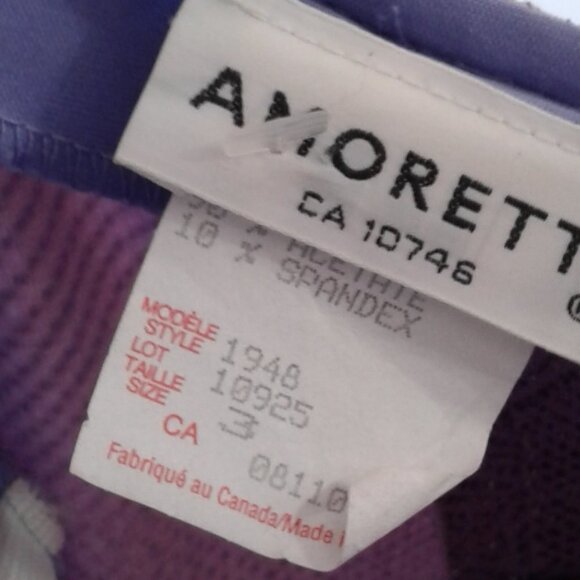 AMORETT
CA 10746
% ACETATE
10 % SPANDEX
MODÈLE
STYLE 1948
LOT 10925
TAILLE
SIZE 3
CA 08110
Fabriqué au Canada/Made